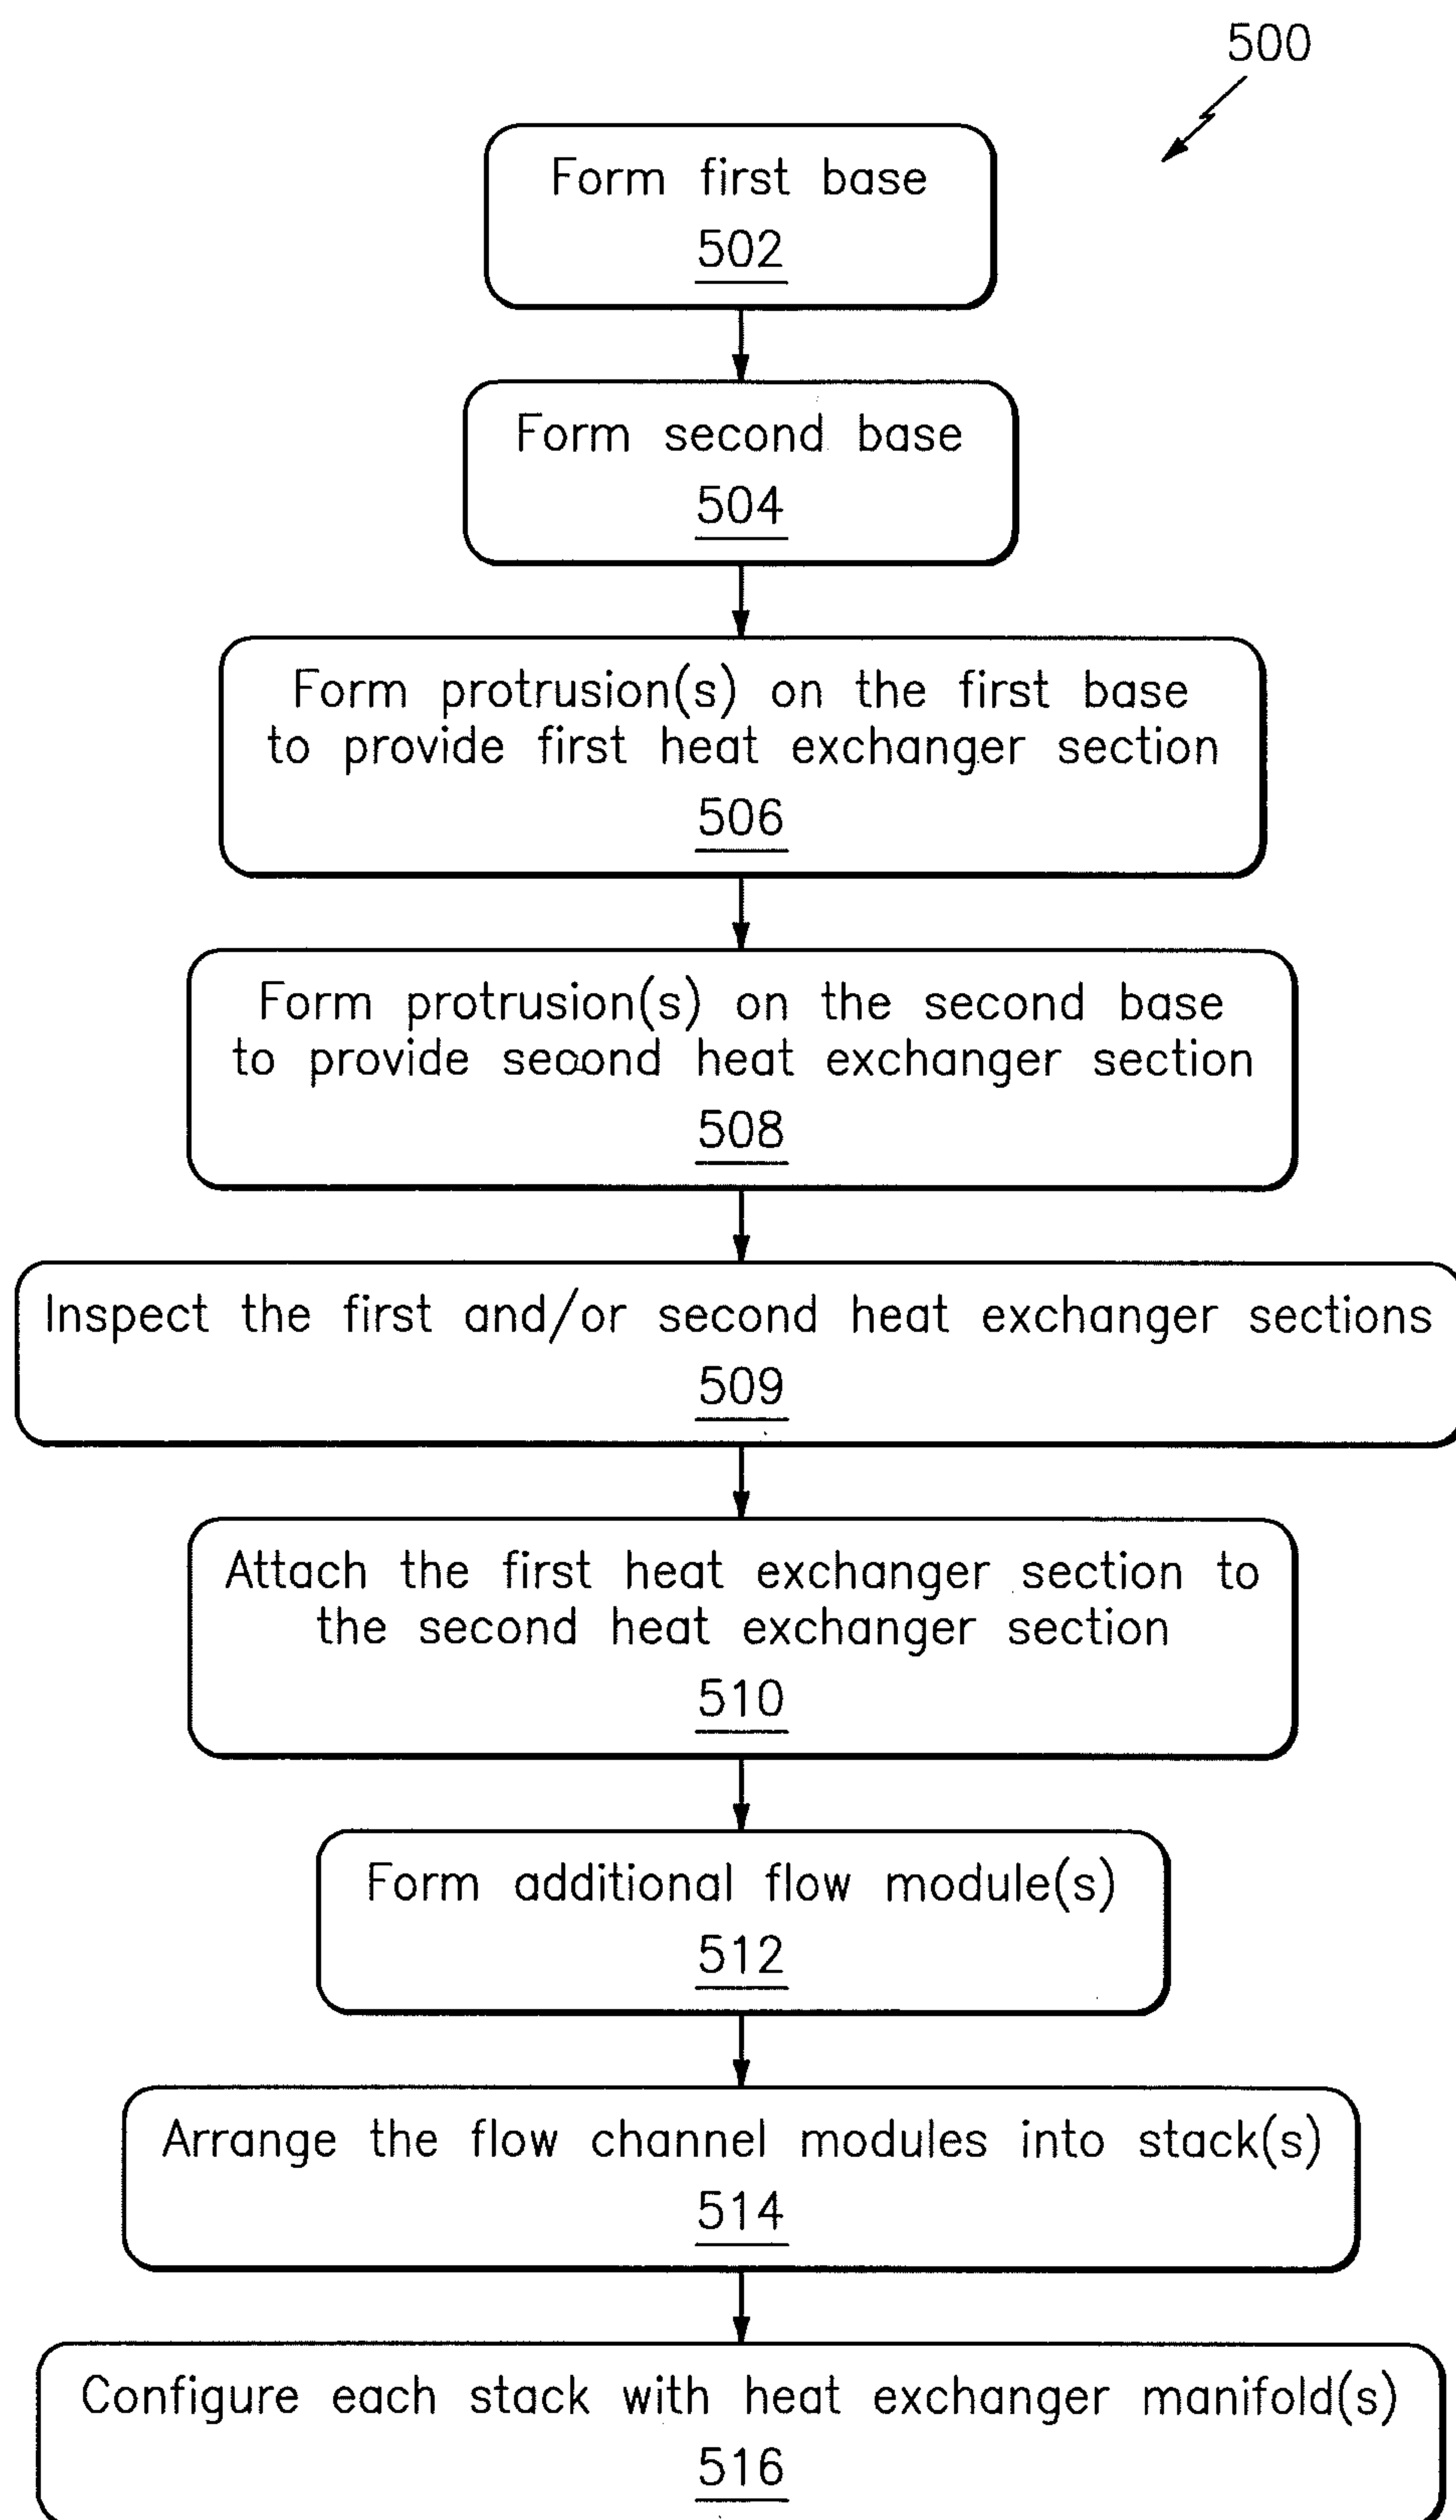 500
Form first base
502
Form second base
504
Form protrusion(s) on the first base
to provide first heat exchanger section
506
Form protrusion(s) on the second base
to provide second heat exchanger section
508
Inspect the first and/or second heat exchanger sections
509
Attach the first heat exchanger section to
the second heat exchanger section
510
Form additional flow module(s)
512
Arrange the flow channel modules into stack(s)
514
Configure each stack with heat exchanger manifold(s)
516